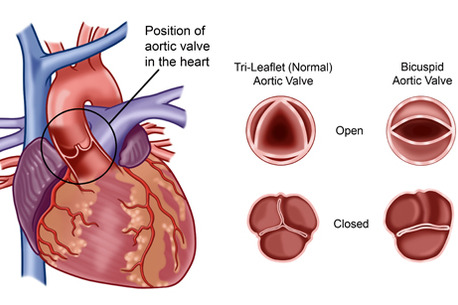 Position of
aortic valve
in the heart
Tri-Leaflet (Normal)
Aortic Valve
Bicuspid
Aortic Valve
Open
Closed